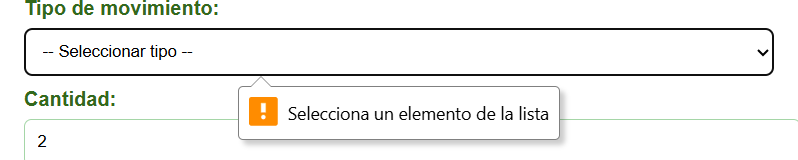 Tipo de movimiento:
-- Seleccionar tipo --
Selecciona un elemento de la lista
Cantidad:
2